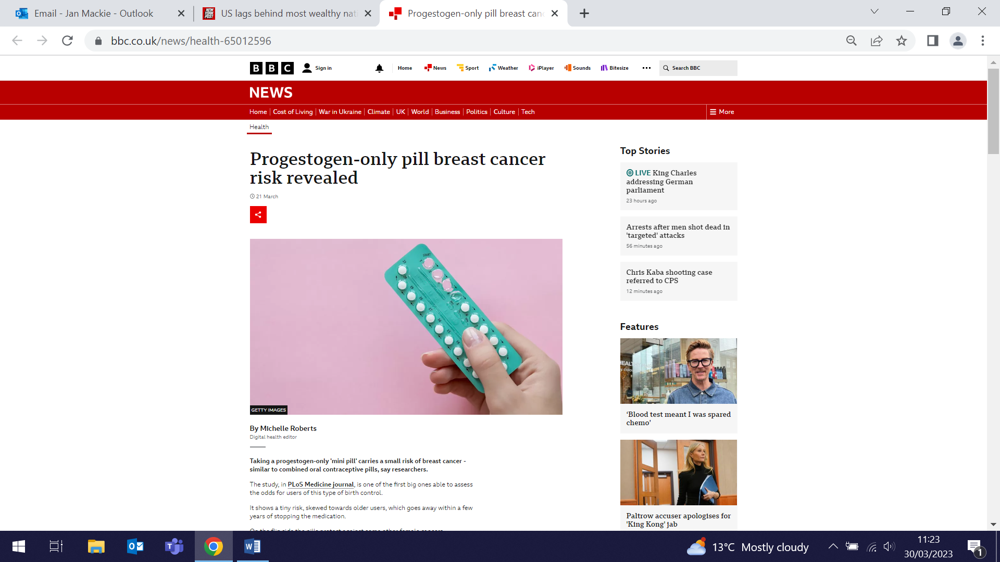 Email - Jan Mackie - Outlook
US lags behind most wealthy nati
Progestogen-only pill breast canc
bbc.co.uk/news/health-65012596
BBC
Sign in
Home
News
Sport
Weather
iPlayer
Sounds
Bitesize
Search BBC
NEWS
Home
Cost of Living
War in Ukraine
Climate
UK
World
Business
Politics
Culture
Tech
More
Health
Progestogen-only pill breast cancer
risk revealed
21 March
START
GETTY IMAGES
By Michelle Roberts
Digital health editor
Taking a progestogen-only 'mini pill' carries a small risk of breast cancer -
similar to combined oral contraceptive pills, say researchers.
The study, in PLoS Medicine journal, is one of the first big ones able to assess
the odds for users of this type of birth control.
It shows a tiny risk, skewed towards older users, which goes away within a few
years of stopping the medication.
Top Stories
LIVE King Charles
addressing German
parliament
23 hours ago
Arrests after men shot dead in
'targeted' attacks
56 minutes ago
Chris Kaba shooting case
referred to CPS
12 minutes ago
Features
‘Blood test meant I was spared
chemo’
Paltrow accuser apologises for
'King Kong' jab
13°C Mostly cloudy
11:23
30/03/2023
1